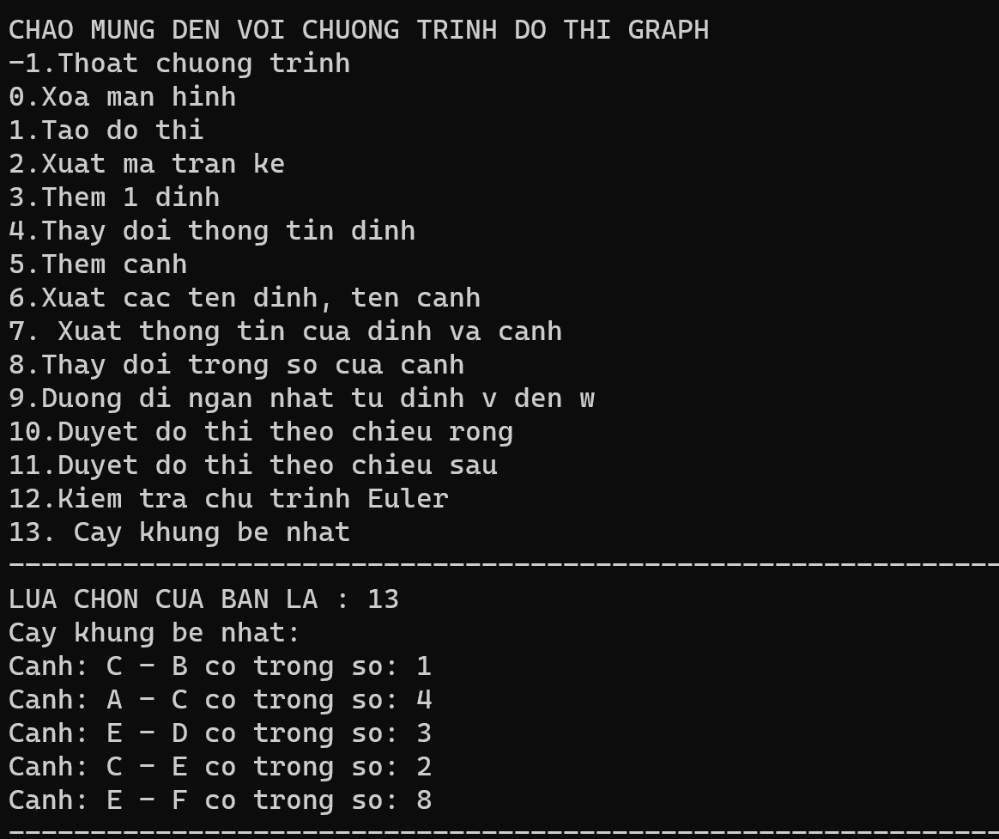 CHAO MUNG DEN VOI CHUONG TRINH DO THI GRAPH
-1.Thoat chuong trinh
0.Xoa man hinh
1.Tao do thi
2.Xuat ma tran ke
3.Them 1 dinh
4.Thay doi thong tin dinh
5.Them canh
6.Xuat cac ten dinh, ten canh
7. Xuat thong tin cua dinh va canh
8.Thay doi trong so cua canh
9.Duong di ngan nhat tu dinh v den w
10.Duyet do thi theo chieu rong
11.Duyet do thi theo chieu sau
12.Kiem tra chu trinh Euler
13. Cay khung be nhat
-------------------------------------------------------------
LUA CHON CUA BAN LA : 13
Cay khung be nhat:
Canh: C - B co trong so: 1
Canh: A - C co trong so: 4
Canh: E - D co trong so: 3
Canh: C - E co trong so: 2
Canh: E - F co trong so: 8
-------------------------------------------------------------